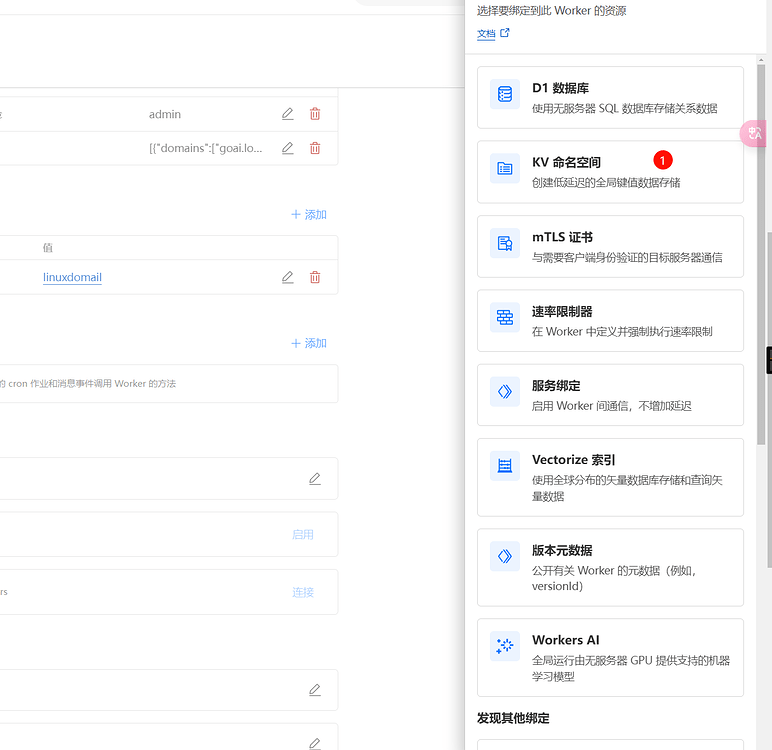 选择要绑定到此 Worker 的资源
文档
admin
[{"domains":["goai.lo...
添加
值
linuxdomail
添加
的 cron 作业和消息事件调用 Worker 的方法
启用
rs
连接
D1 数据库
使用无服务器 SQL 数据库存储关系数据
KV 命名空间
1
创建低延迟的全局键值数据存储
mTLS 证书
与需要客户端身份验证的目标服务器通信
速率限制器
在 Worker 中定义并强制执行速率限制
服务绑定
启用 Worker 间通信，不增加延迟
Vectorize 索引
使用全球分布的矢量数据库存储和查询矢
量数据
版本元数据
公开有关 Worker 的元数据（例如，
versionId）
Workers AI
全局运行由无服务器 GPU 提供支持的机器
学习模型
发现其他绑定